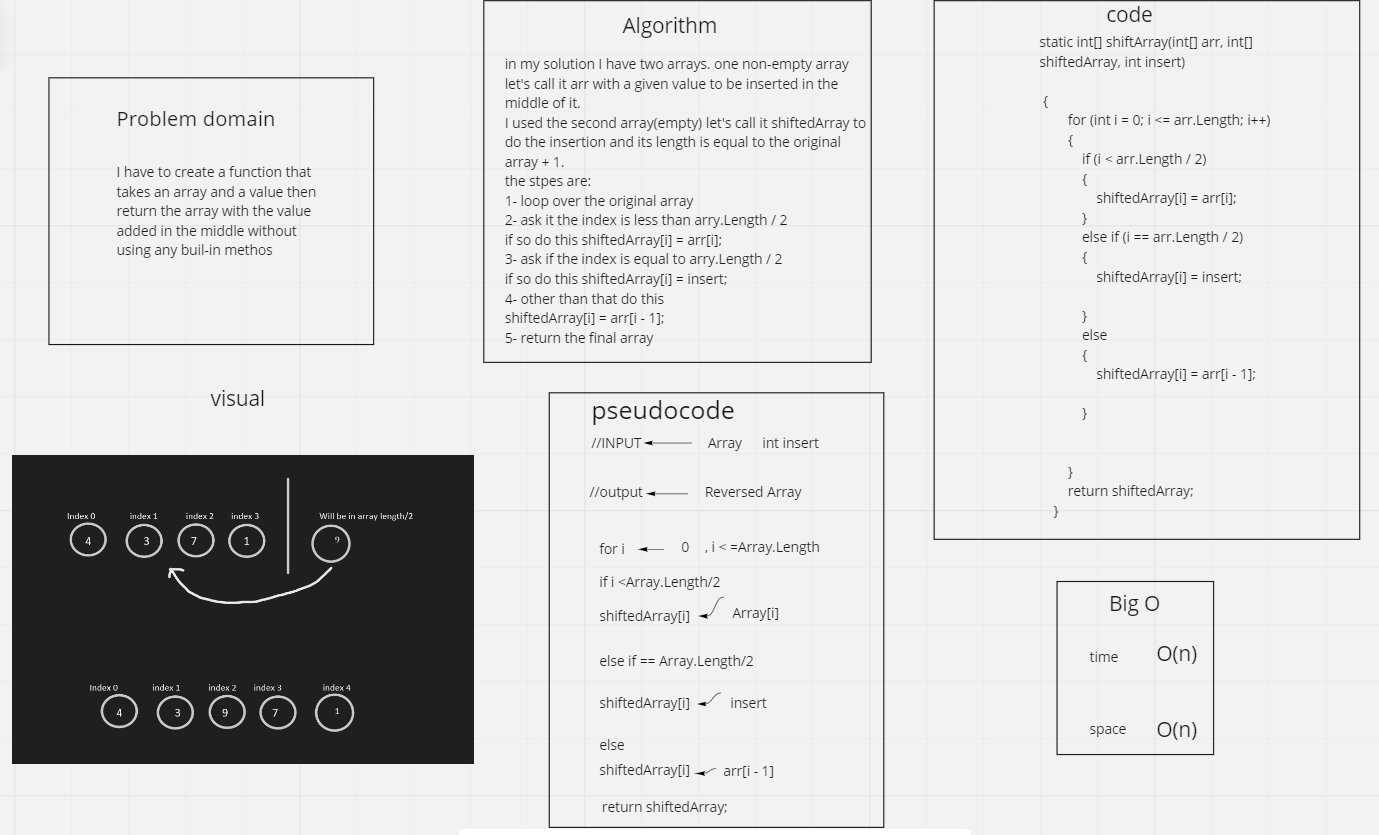 Problem domain
I have to create a function that
takes an array and a value then
return the array with the value
added in the middle without
using any buil-in methos
Algorithm
in my solution I have two arrays. one non-empty array
let's call it arr with a given value to be inserted in the
middle of it.
I used the second array(empty) let's call it shiftedArray to
do the insertion and its length is equal to the original
array + 1.
the stpes are:
1- loop over the original array
2- ask it the index is less than arry.Length / 2
if so do this shiftedArray[i] = arr[i];
3- ask if the index is equal to arry.Length / 2
if so do this shiftedArray[i] = insert;
4- other than that do this
shiftedArray[i] = arr[i - 1];
5- return the final array
code
static int[] shiftArray(int[] arr, int[]
shiftedArray, int insert)
{
for (int i = 0; i <= arr.Length; i++)
{
if (i < arr.Length / 2)
{
shiftedArray[i] = arr[i];
}
else if (i == arr.Length / 2)
{
shiftedArray[i] = insert;
}
else
{
shiftedArray[i] = arr[i - 1];
}
}
return shiftedArray;
}
visual
Index 0 index 1 index 2 index 3 Will be in array length/2
4 3 7 1 9
Index 0 index 1 index 2 index 3 index 4
4 3 9 7 1
pseudocode
//INPUT Array int insert
//output Reversed Array
for i 0 , i < =Array.Length
if i <Array.Length/2
shiftedArray[i] Array[i]
else if == Array.Length/2
shiftedArray[i] insert
else
shiftedArray[i] arr[i - 1]
return shiftedArray;
Big O
time O(n)
space O(n)